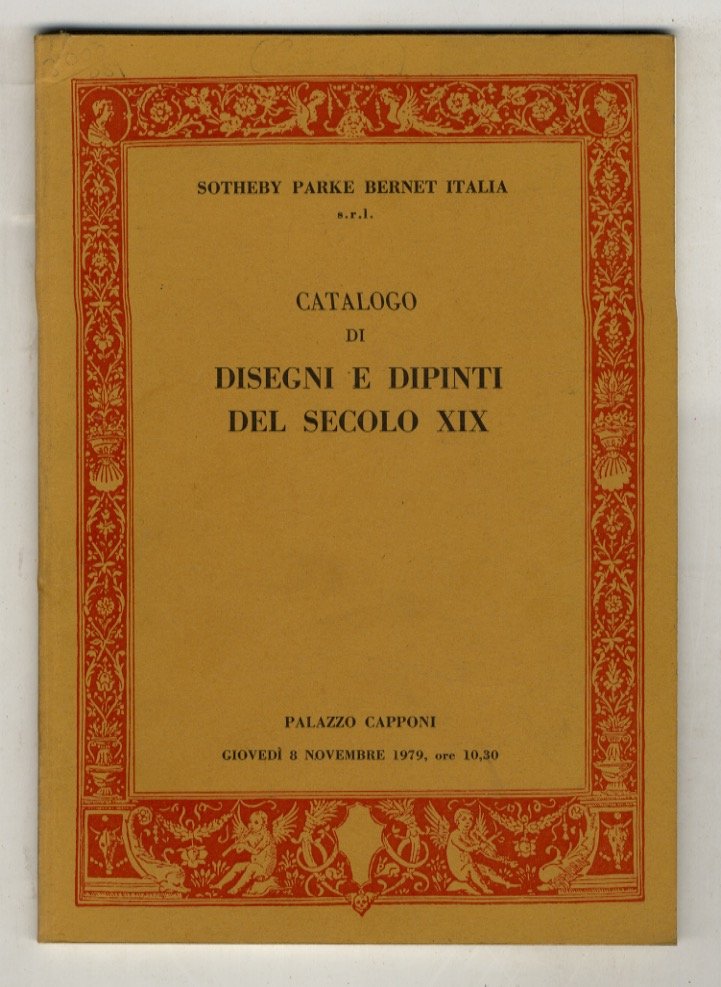 SOTHEBY PARKE BERNET ITALIA
s.r.l.
CATALOGO
DI
DISEGNI E DIPINTI
DEL SECOLO XIX
PALAZZO CAPPONI
GIOVEDÌ 8 NOVEMBRE 1979, ore 10,30